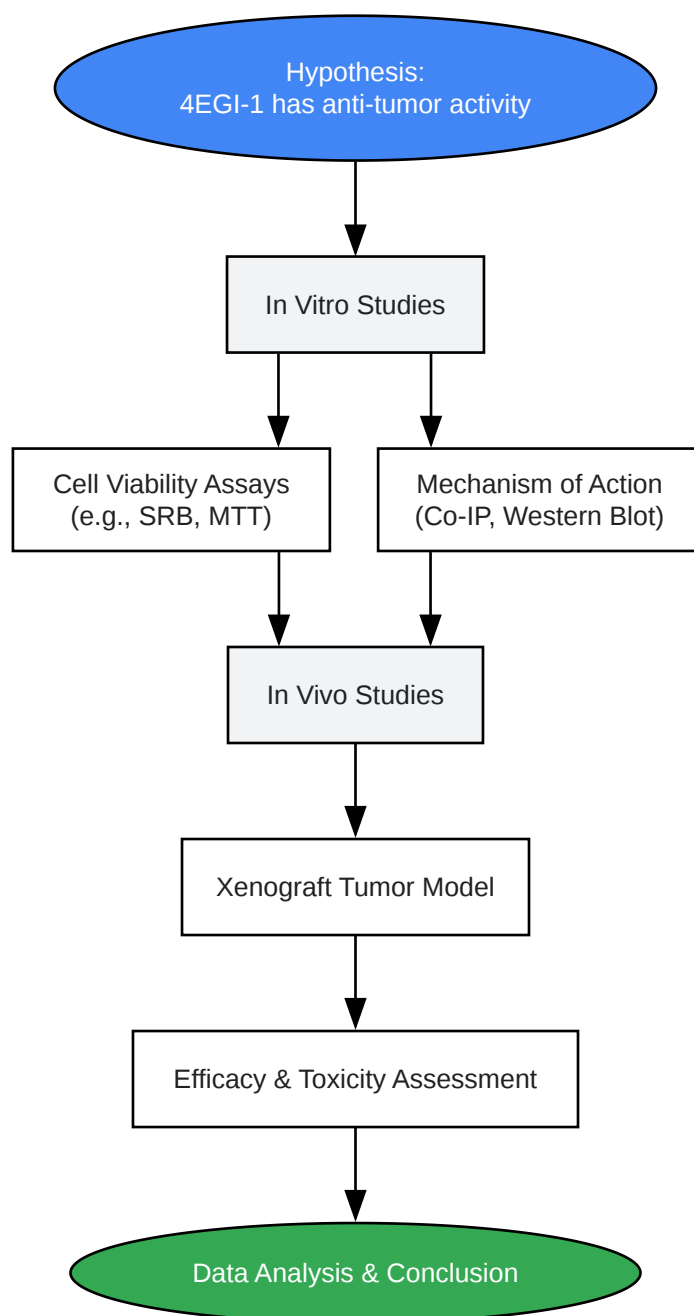 Hypothesis:
4EGI-1 has anti-tumor activity
In Vitro Studies
Cell Viability Assays
(e.g., SRB, MTT)
Mechanism of Action
(Co-IP, Western Blot)
In Vivo Studies
Xenograft Tumor Model
Efficacy & Toxicity Assessment
Data Analysis & Conclusion